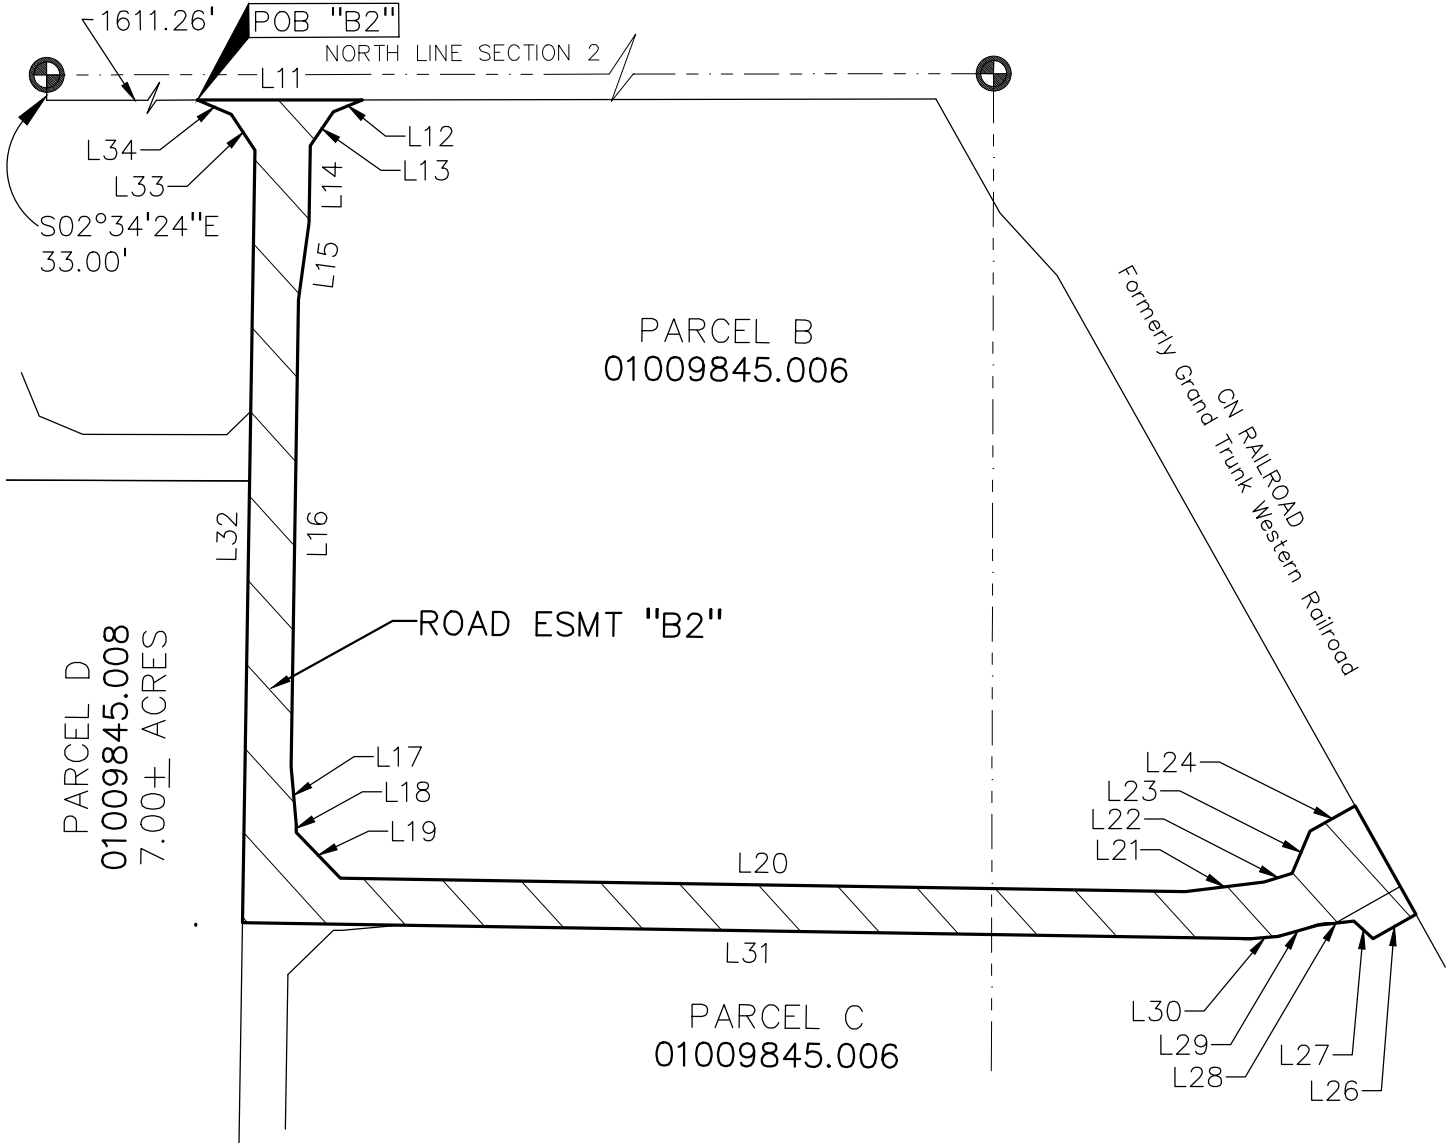 1611.26'
POB "B2"
NORTH LINE SECTION 2
L11
L12
L34
L13
L33
L14
S02°34'24"E
33.00'
L15
PARCEL B
01009845.006
Formerly Grand Trunk Western Railroad
CN RAILROAD
L32
L16
ROAD ESMT "B2"
PARCEL D
01009845.008
7.00± ACRES
L17
L18
L19
L20
L24
L23
L22
L21
L31
PARCEL C
01009845.006
L30
L29
L28
L27
L26